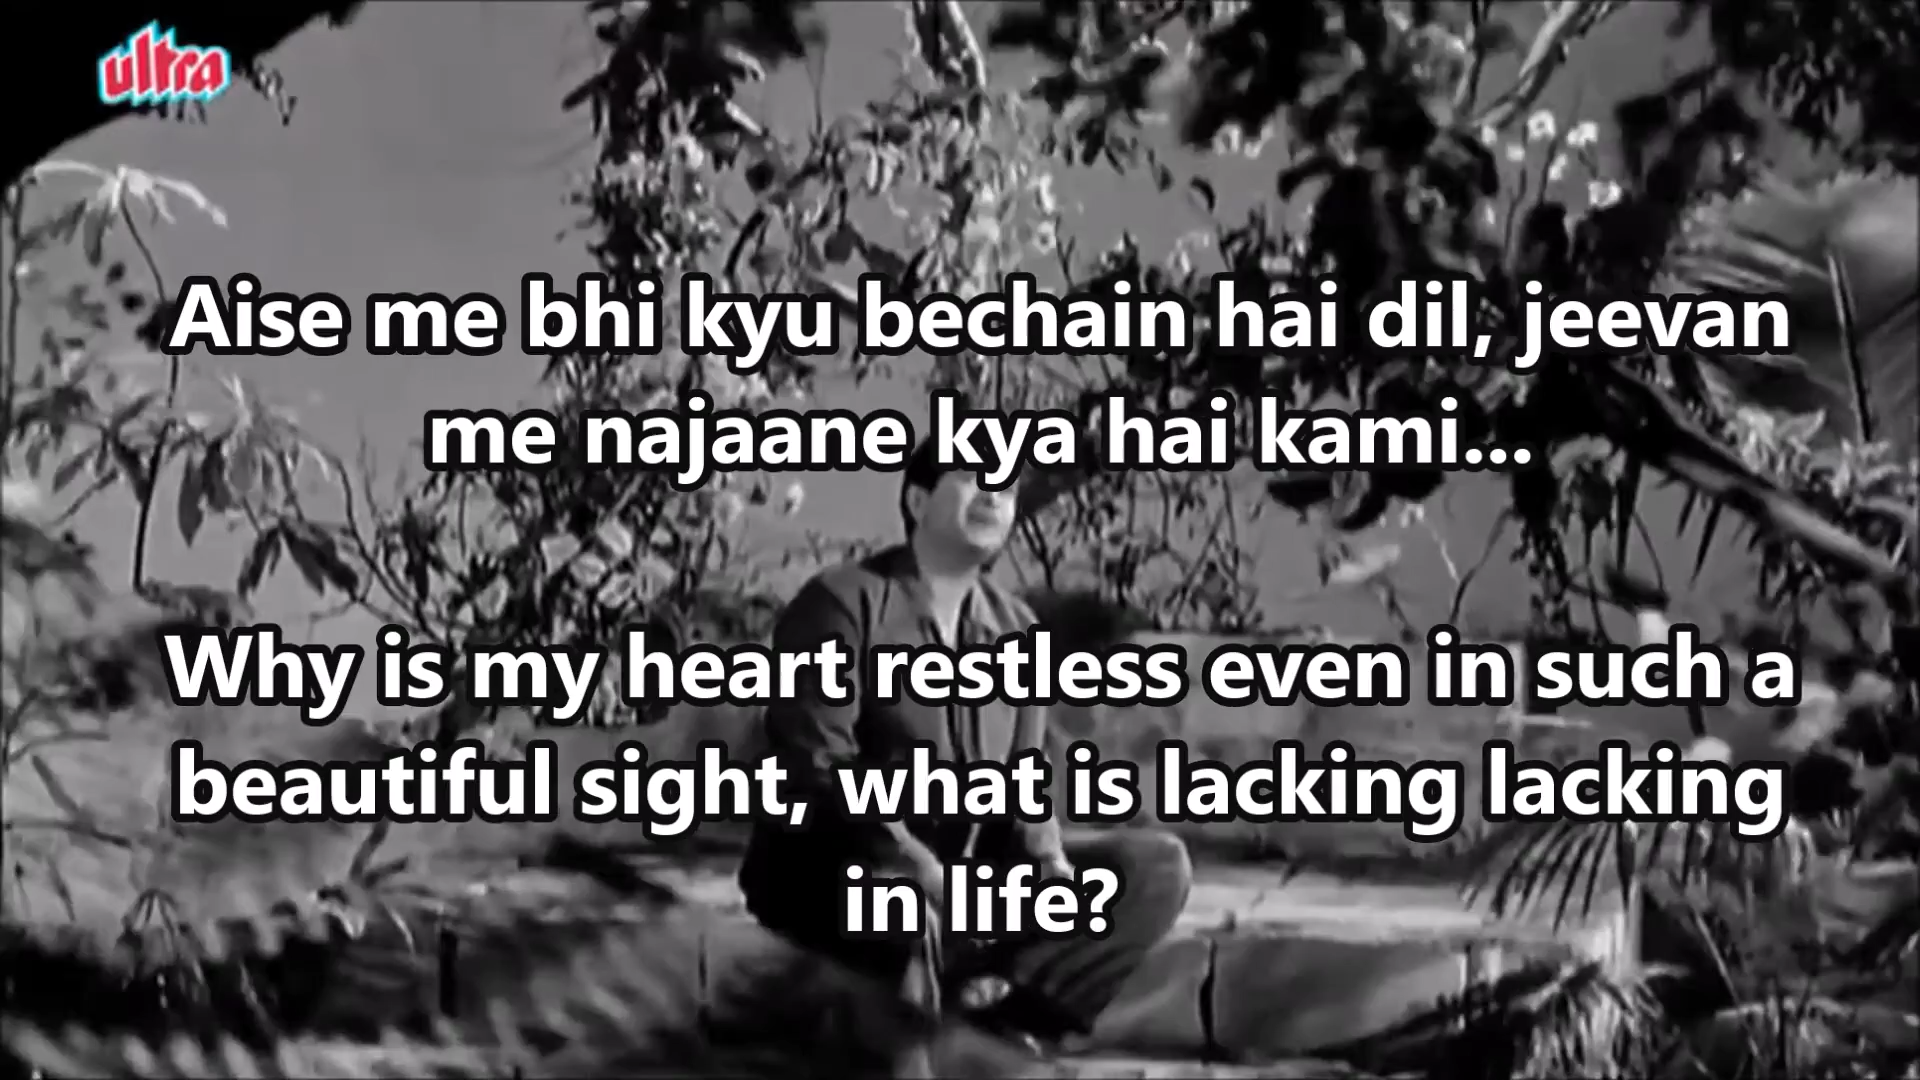 ultra
Aise me bhi kyu bechain hai dil, jeevan
me najaane kya hai kami...
Why is my heart restless even in such a
beautiful sight, what is lacking lacking
in life?